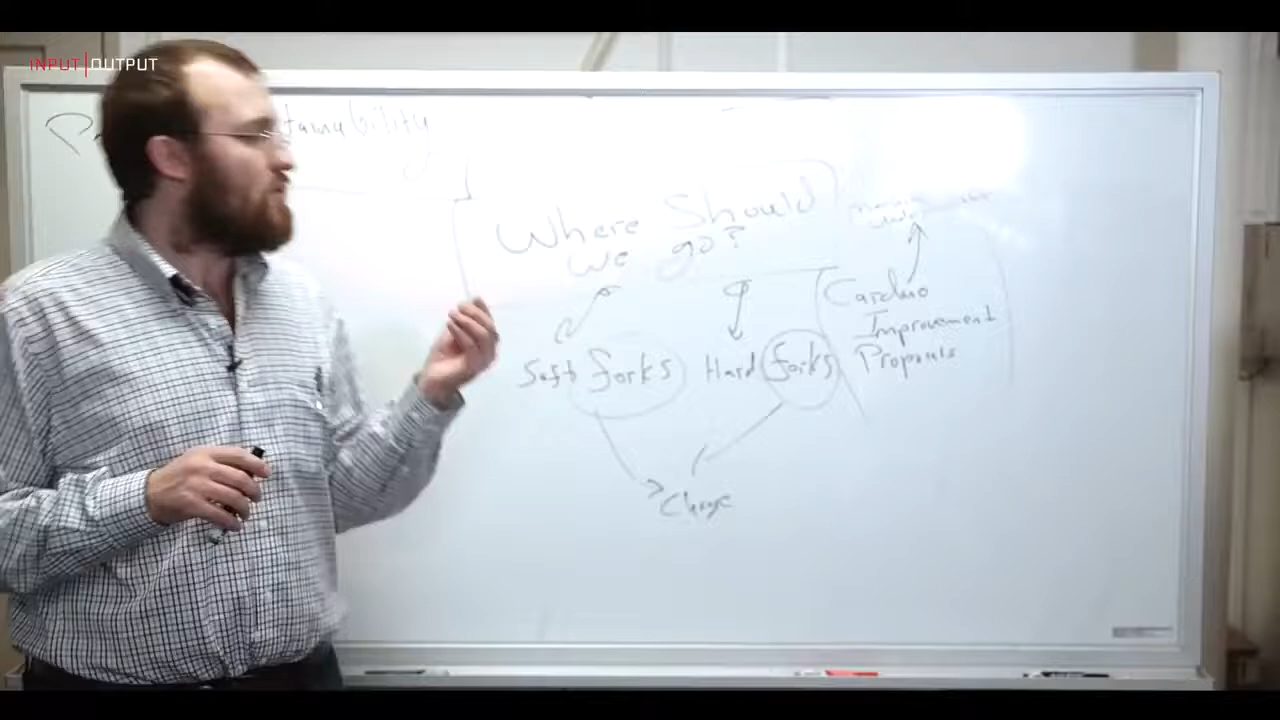 INPUT|OUTPUT
Where Should
we go?
Soft forks
Hard forks
Cardano
Improvement
Proposals
Change